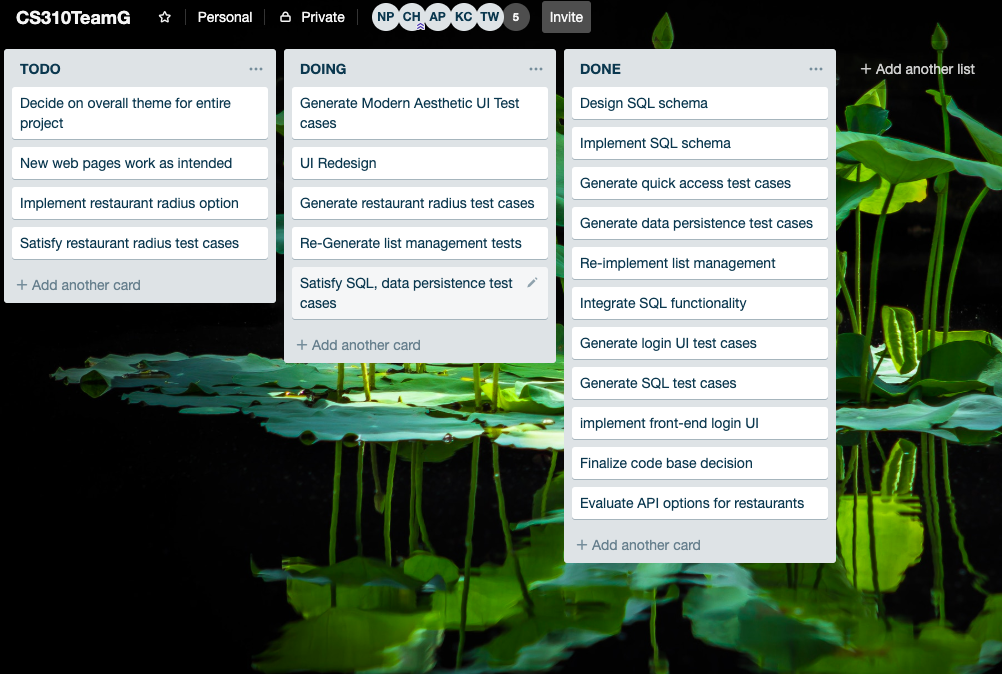 CS310TeamG
Personal
Private
NP CH AP KC TW 5
Invite
TODO
Decide on overall theme for entire
project
New web pages work as intended
Implement restaurant radius option
Satisfy restaurant radius test cases
+ Add another card
DOING
Generate Modern Aesthetic UI Test
cases
UI Redesign
Generate restaurant radius test cases
Re-Generate list management tests
Satisfy SQL, data persistence test
cases
+ Add another card
DONE
Design SQL schema
Implement SQL schema
Generate quick access test cases
Generate data persistence test cases
Re-implement list management
Integrate SQL functionality
Generate login UI test cases
Generate SQL test cases
implement front-end login UI
Finalize code base decision
Evaluate API options for restaurants
+ Add another card
+ Add another list